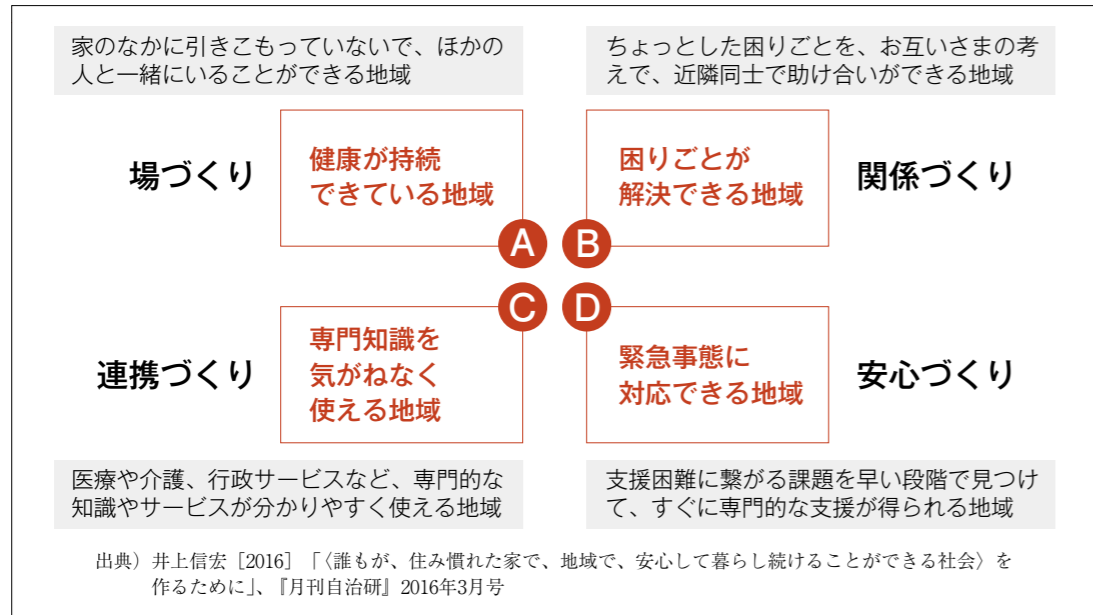 家のなかに引きこもっていないで、ほかの
人と一緒にいることができる地域
ちょっとした困りごとを、お互いさまの考
えで、近隣同士で助け合いができる地域
場づくり
健康が持続
できている地域
A
B
困りごとが
解決できる地域
関係づくり
連携づくり
専門知識を
気がねなく
使える地域
C
D
緊急事態に
対応できる地域
安心づくり
医療や介護、行政サービスなど、専門的な
知識やサービスが分かりやすく使える地域
支援困難に繋がる課題を早い段階で見つけ
て、すぐに専門的な支援が得られる地域
出典）井上信宏［2016］「〈誰もが、住み慣れた家で、地域で、安心して暮らし続けることができる社会〉を
作るために」、『月刊自治研』2016年3月号